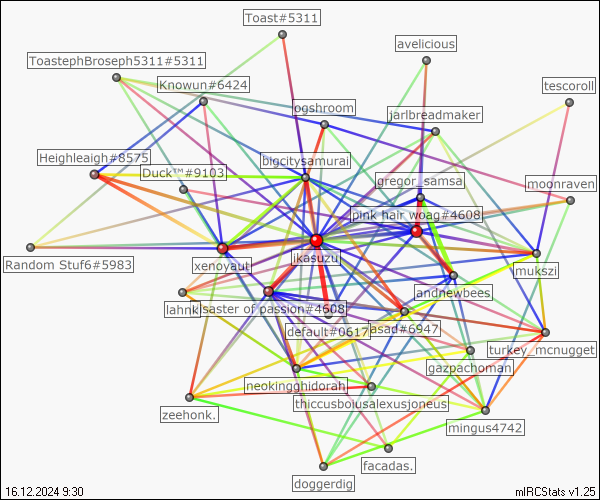 Toast#5311
avelicious
ToastephBroseph5311#5311
Knowun#6424
tescoroll
ogshroom
jarlbreadmaker
Heighleaigh#8575
bigcitysamurai
Duck™#9103
gregor_samsa
moonraven
pink hair woag#4608
Random Stuf6#5983
xenoyaut
jkasuzu
mukszi
andnewbees
lahnk
saster of passion#4608
default#0617
asad#6947
turkey_mcnugget
gazpachoman
neokingghidorah
thiccusboiusalexusjoneus
zeehonk.
mingus4742
facadas.
doggerdig
16.12.2024 9:30
mIRCStats v1.25